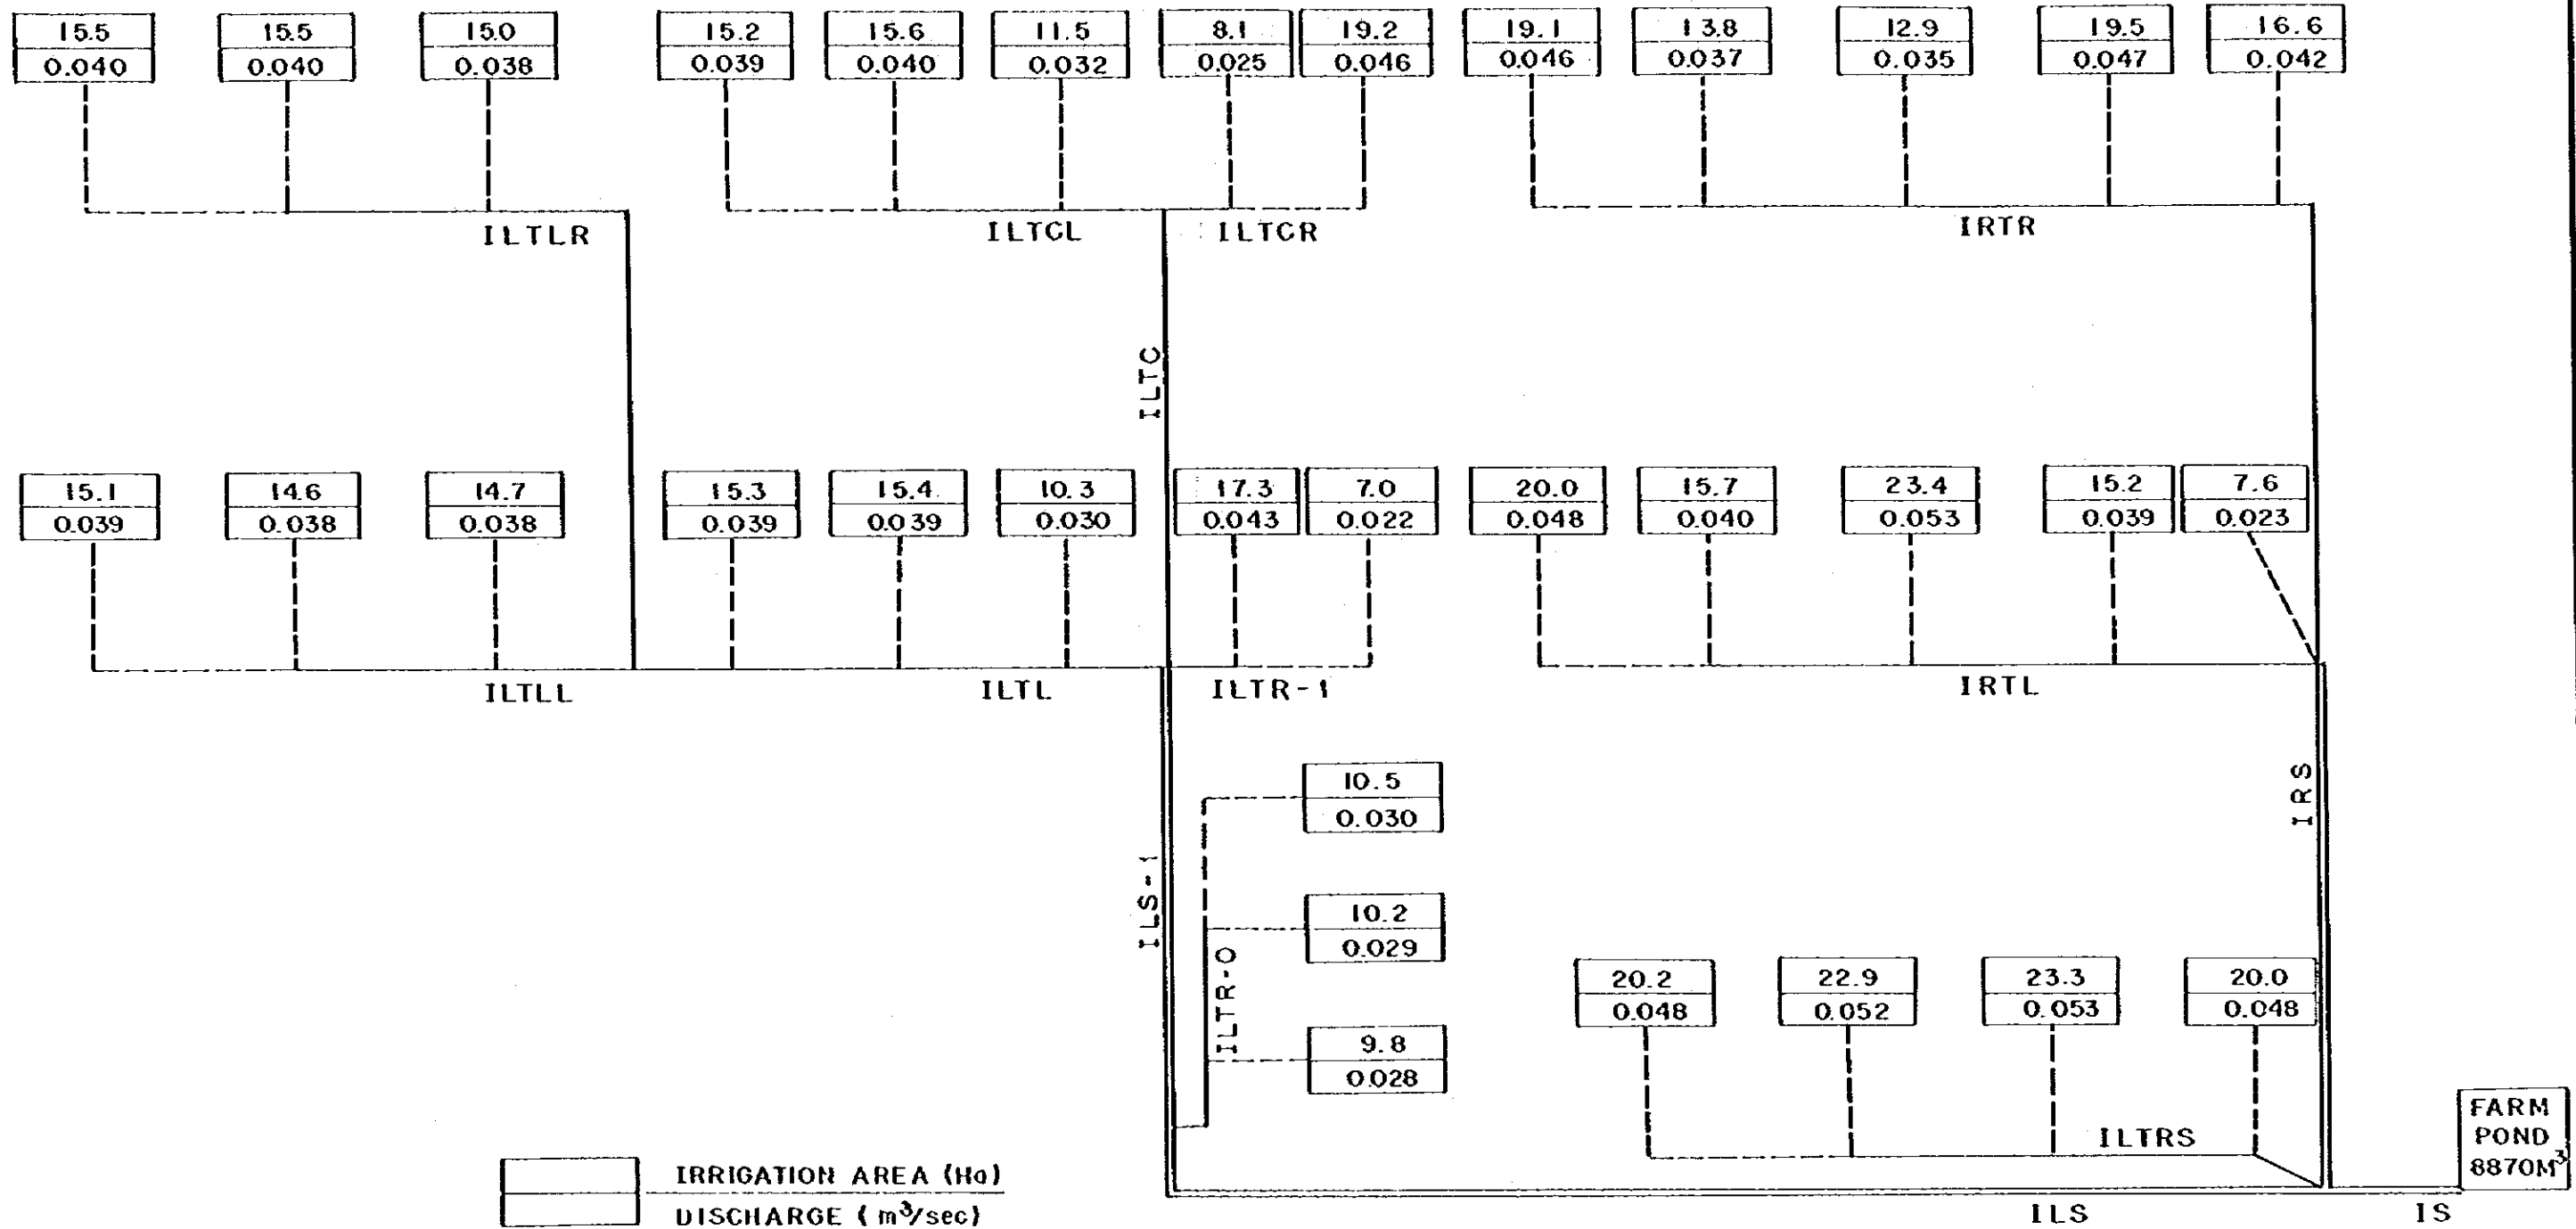 15.5 15.5 15.0 15.2 15.6 11.5 8.1 19.2 19.1 13.8 12.9 19.5 16.6
0.040 0.040 0.038 0.039 0.040 0.032 0.025 0.046 0.046 0.037 0.035 0.047 0.042
ILTLR ILTCL ILTCR IRTR
ILTC
15.1 14.6 14.7 15.3 15.4 10.3 17.3 7.0 20.0 15.7 23.4 15.2 7.6
0.039 0.038 0.038 0.039 0.039 0.030 0.043 0.022 0.048 0.040 0.053 0.039 0.023
ILTLL ILTL ILTR-1 IRTL
IRS
10.5
0.030
ILS-1
10.2
0.029
ILTR-O
20.2 22.9 23.3 20.0
0.048 0.052 0.053 0.048
9.8
0.028
ILTRS
FARM
POND
8870M³
IRRIGATION AREA (Ha)
DISCHARGE (m³/sec)
ILS IS